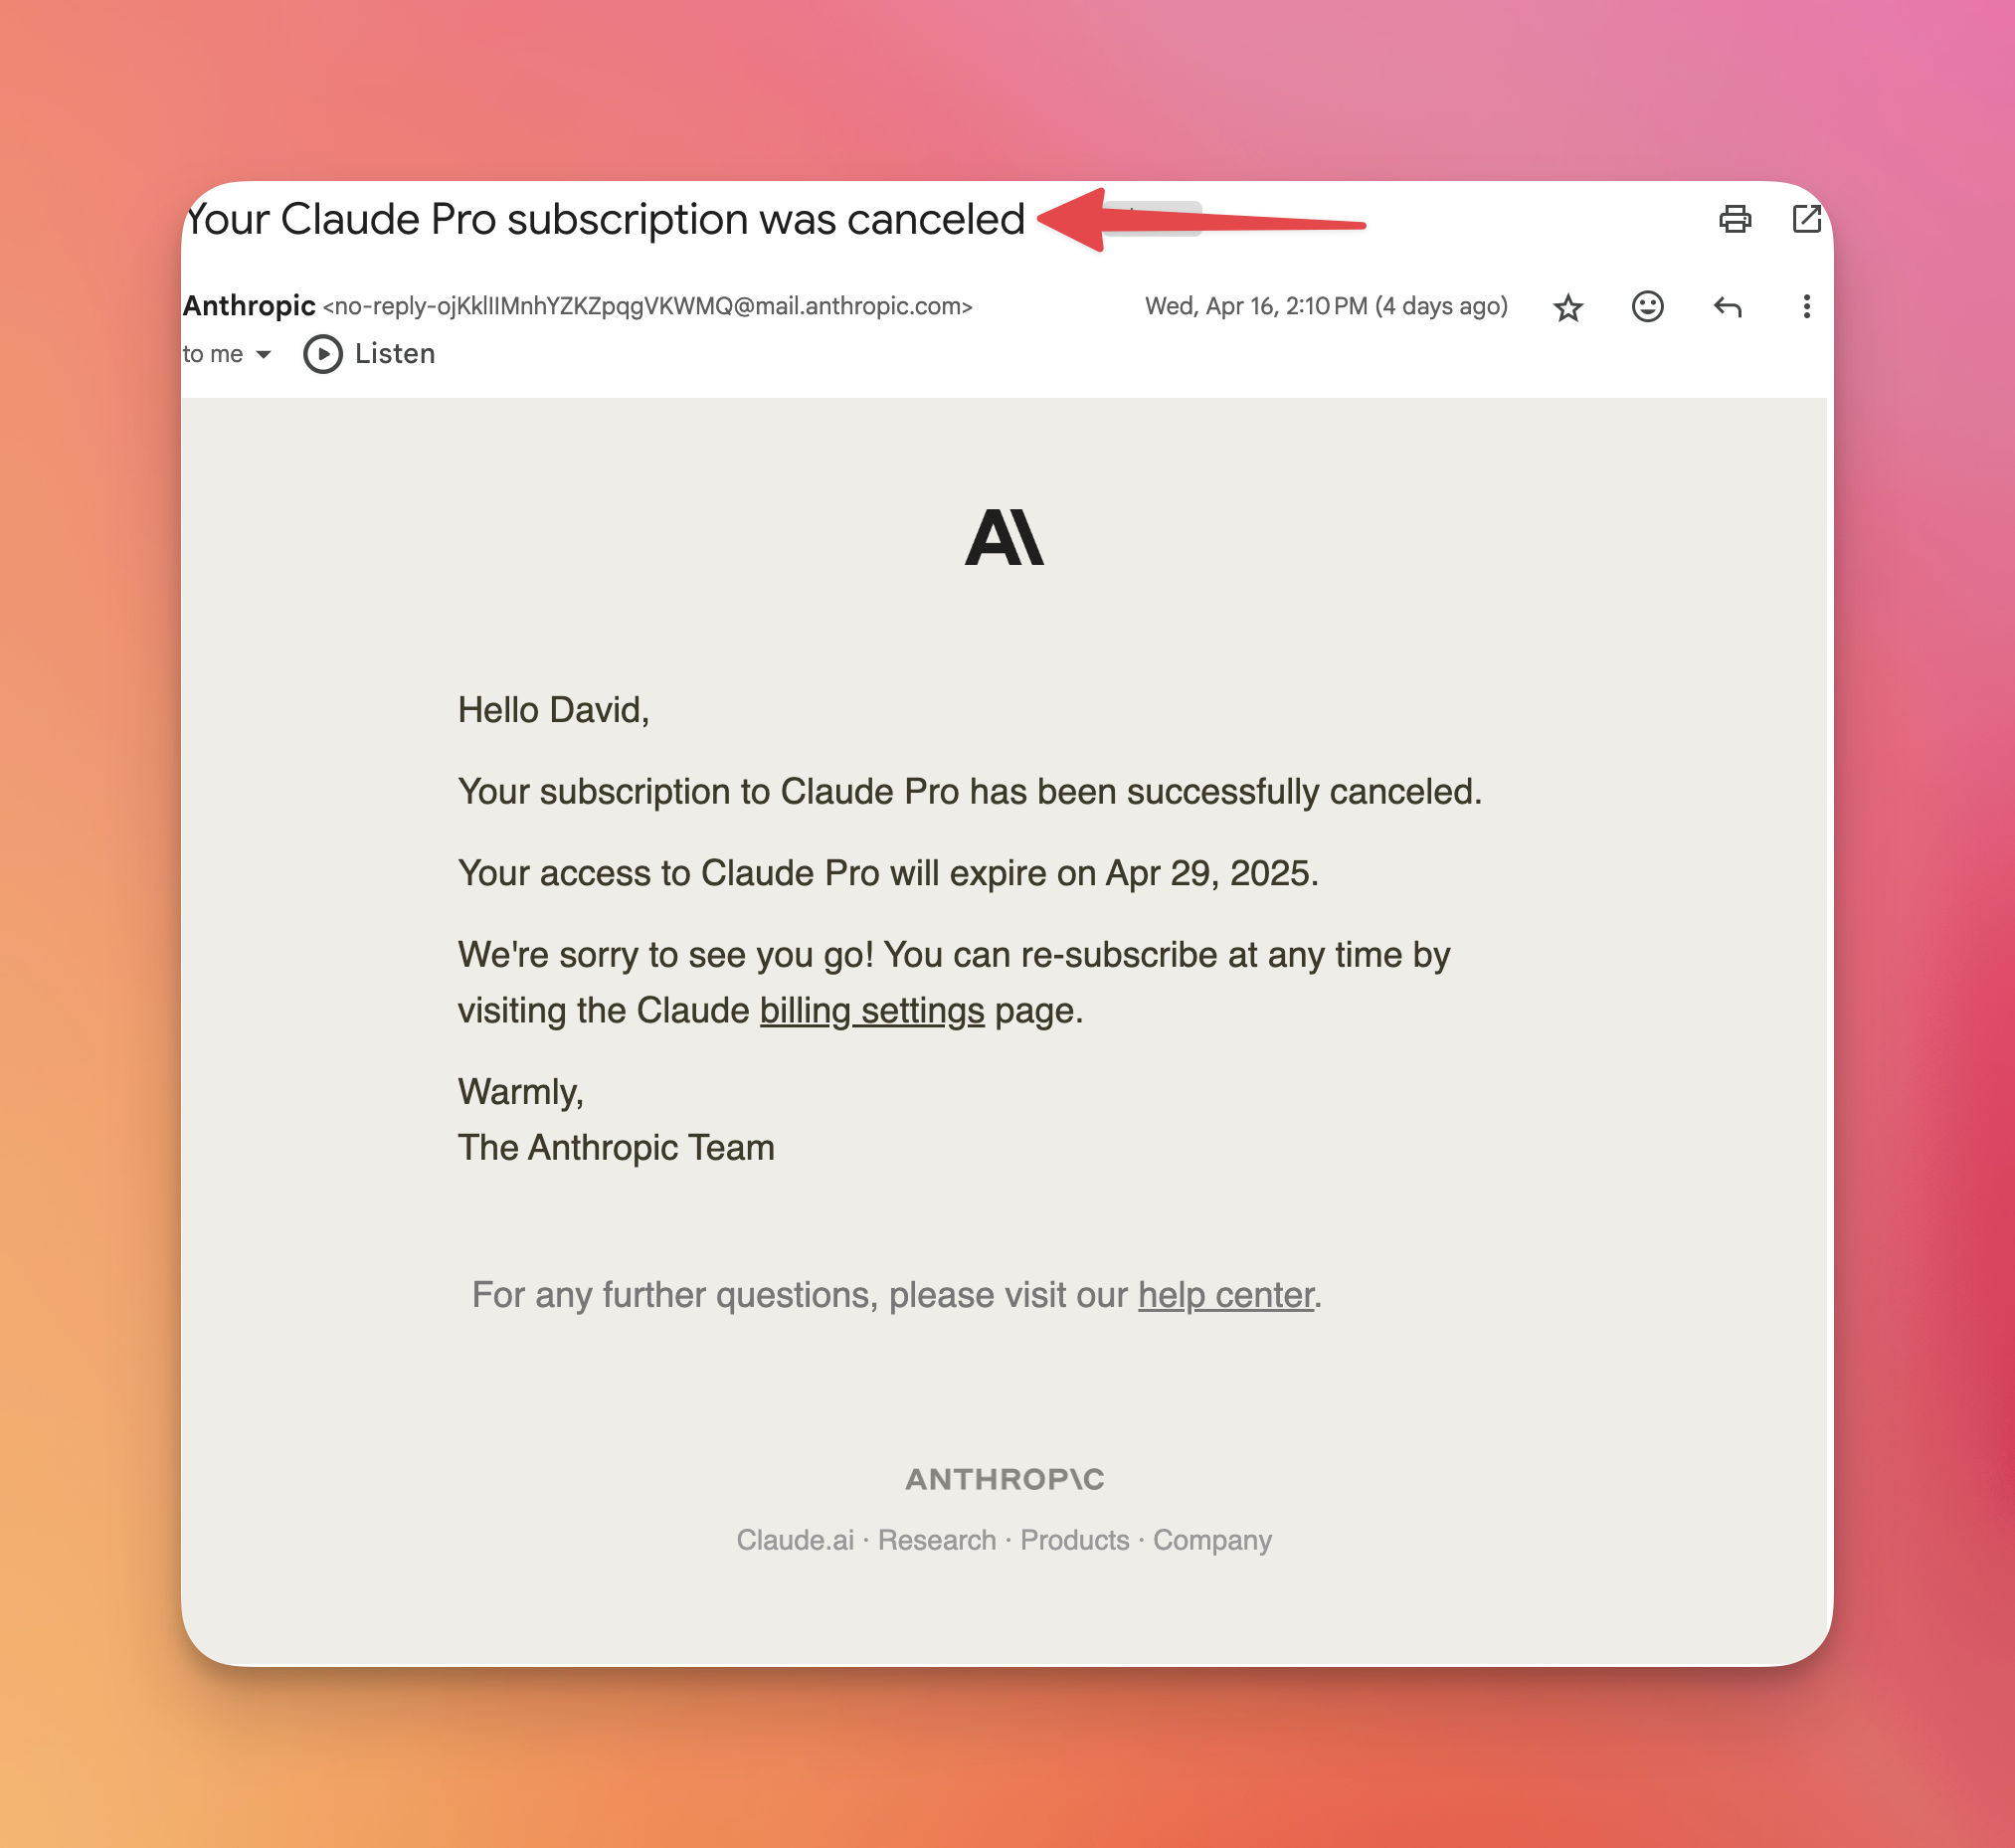 Your Claude Pro subscription was canceled
Anthropic <no-reply-ojKklIIMnhYZKZpqgVKWMQ@mail.anthropic.com>
Wed, Apr 16, 2:10 PM (4 days ago)
to me
Listen
Hello David,
Your subscription to Claude Pro has been successfully canceled.
Your access to Claude Pro will expire on Apr 29, 2025.
We're sorry to see you go! You can re-subscribe at any time by
visiting the Claude billing settings page.
Warmly,
The Anthropic Team
For any further questions, please visit our help center.
ANTHROP\C
Claude.ai · Research · Products · Company